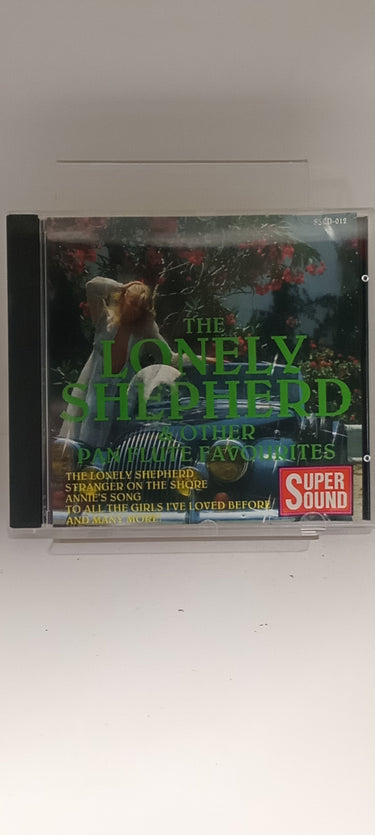 SSCD-012
THE
LONELY
SHEPHERD
& OTHER
PAN FLUTE FAVOURITES
THE LONELY SHEPHERD
STRANGER ON THE SHORE
ANNIE'S SONG
TO ALL THE GIRLS I'VE LOVED BEFORE
AND MANY MORE
SUPER
SOUND